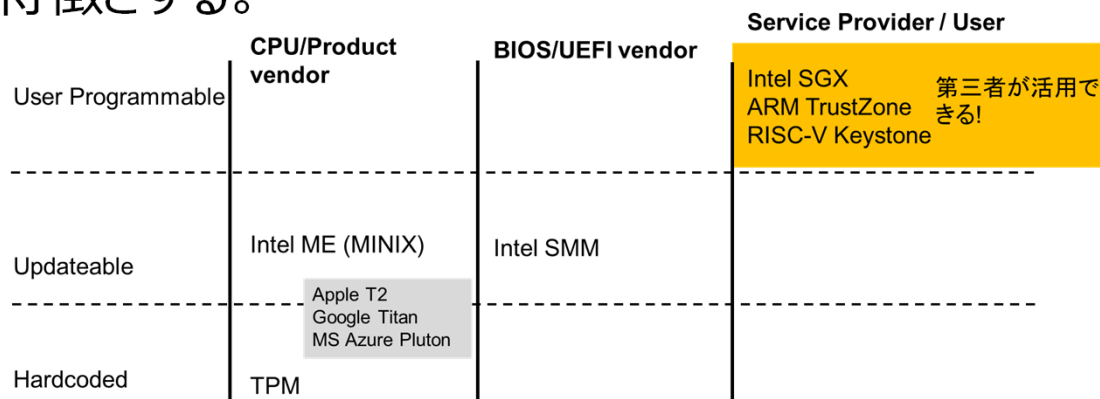 特徴とする。
CPU/Product
vendor
BIOS/UEFI vendor
Service Provider / User
User Programmable
Intel SGX
ARM TrustZone
RISC-V Keystone
第三者が活用で
きる!
Updateable
Intel ME (MINIX)
Intel SMM
Apple T2
Google Titan
MS Azure Pluton
Hardcoded
TPM